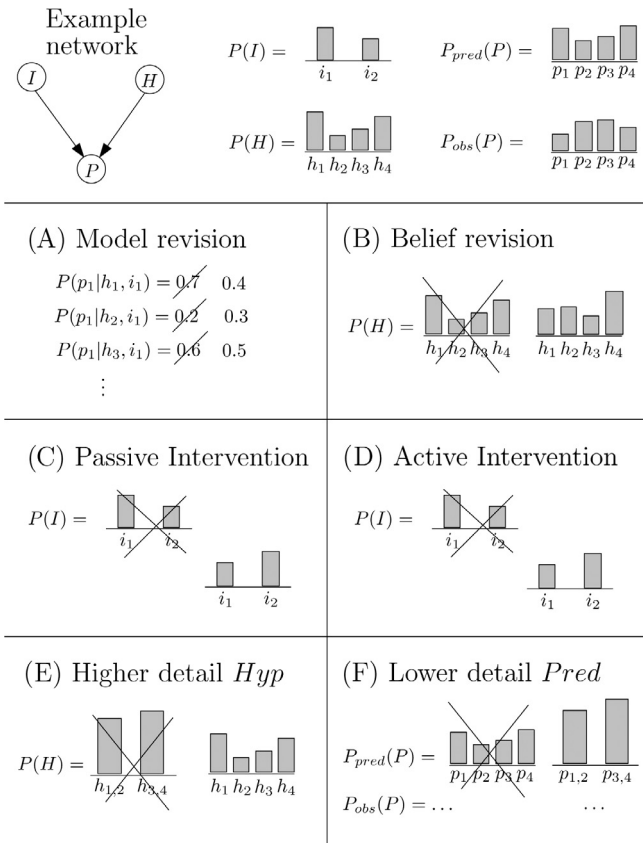 Example
network
I
H
P
P(I) =
i₁ i₂
P(H) =
h₁ h₂ h₃ h₄
P_pred(P) =
p₁ p₂ p₃ p₄
P_obs(P) =
p₁ p₂ p₃ p₄
(A) Model revision
P(p₁|h₁, i₁) = 0.7 0.4
P(p₁|h₂, i₁) = 0.2 0.3
P(p₁|h₃, i₁) = 0.6 0.5
⋮
(B) Belief revision
P(H) =
h₁ h₂ h₃ h₄ h₁ h₂ h₃ h₄
(C) Passive Intervention
P(I) =
i₁ i₂
i₁ i₂
(D) Active Intervention
P(I) =
i₁ i₂
i₁ i₂
(E) Higher detail Hyp
P(H) =
h₁,₂ h₃,₄ h₁ h₂ h₃ h₄
(F) Lower detail Pred
P_pred(P) =
p₁ p₂ p₃ p₄ p₁,₂ p₃,₄
P_obs(P) = ... ...